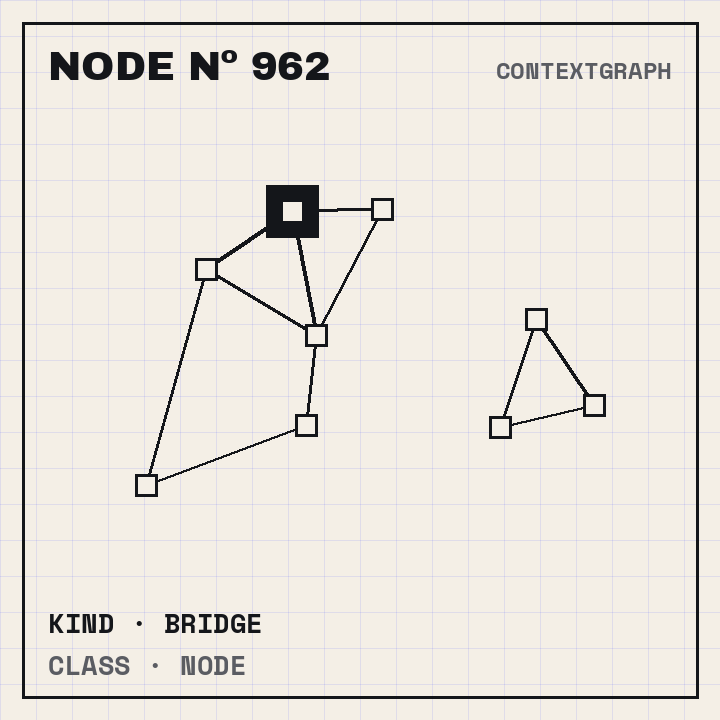 NODE Nº 962
CONTEXTGRAPH
KIND · BRIDGE
CLASS · NODE